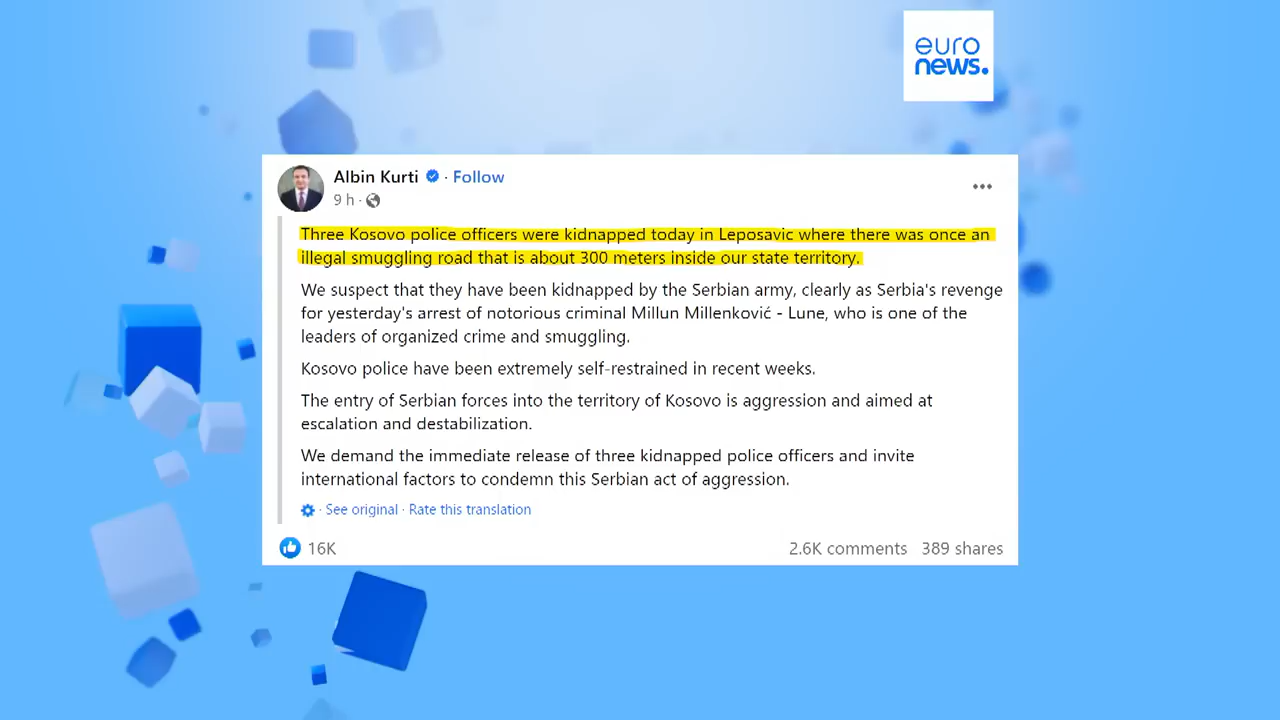 euro
news.
Albin Kurti · Follow
9 h ·
Three Kosovo police officers were kidnapped today in Leposavic where there was once an
illegal smuggling road that is about 300 meters inside our state territory.
We suspect that they have been kidnapped by the Serbian army, clearly as Serbia's revenge
for yesterday's arrest of notorious criminal Millun Millenković - Lune, who is one of the
leaders of organized crime and smuggling.
Kosovo police have been extremely self-restrained in recent weeks.
The entry of Serbian forces into the territory of Kosovo is aggression and aimed at
escalation and destabilization.
We demand the immediate release of three kidnapped police officers and invite
international factors to condemn this Serbian act of aggression.
· See original · Rate this translation
16K 2.6K comments 389 shares